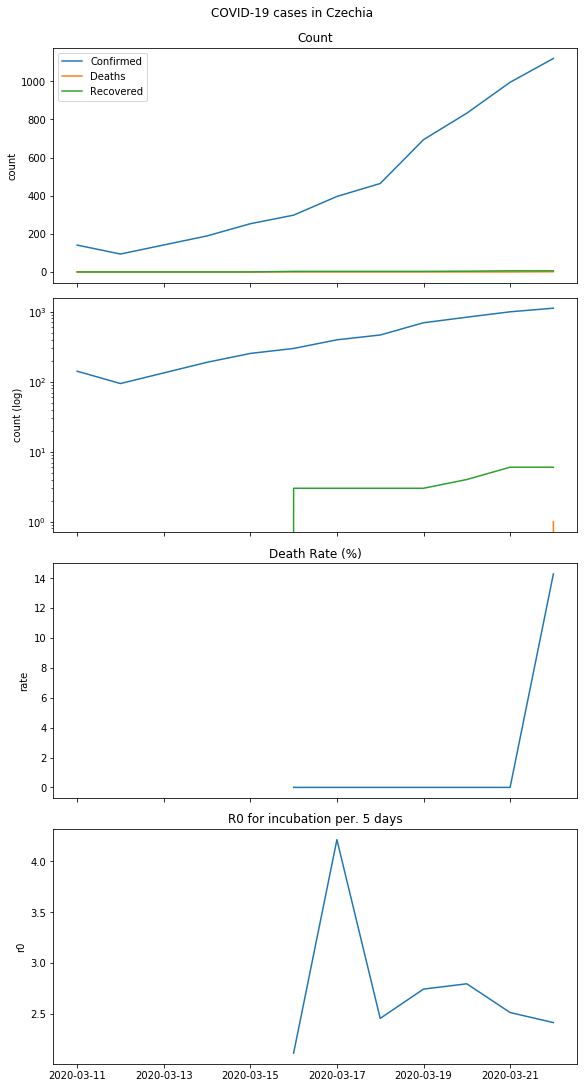 COVID-19 cases in Czechia
Count
Confirmed
Deaths
Recovered
1000
800
600
400
200
0
count
10³
10²
10¹
10⁰
count (log)
Death Rate (%)
14
12
10
8
6
4
2
0
rate
R0 for incubation per. 5 days
4.0
3.5
3.0
2.5
r0
2020-03-11 2020-03-13 2020-03-15 2020-03-17 2020-03-19 2020-03-21